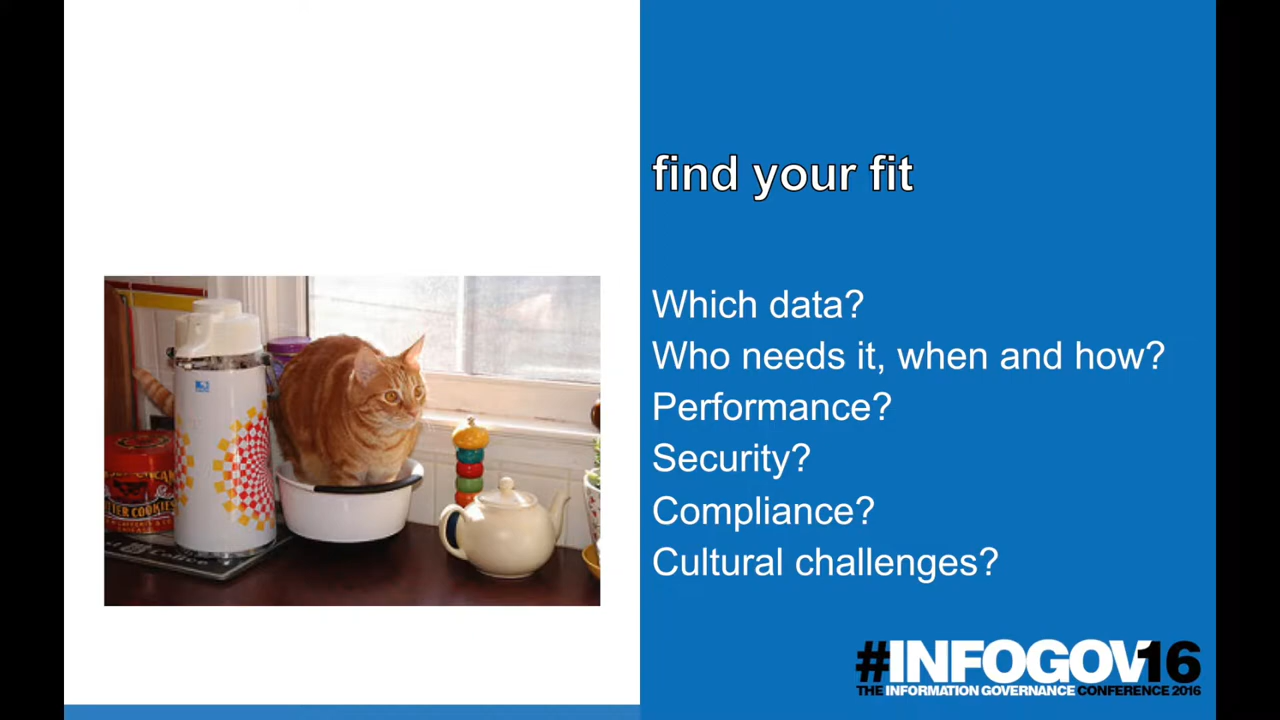 find your fit
Which data?
Who needs it, when and how?
Performance?
Security?
Compliance?
Cultural challenges?
#INFOGOV16
THE INFORMATION GOVERNANCE CONFERENCE 2016
COOKIES